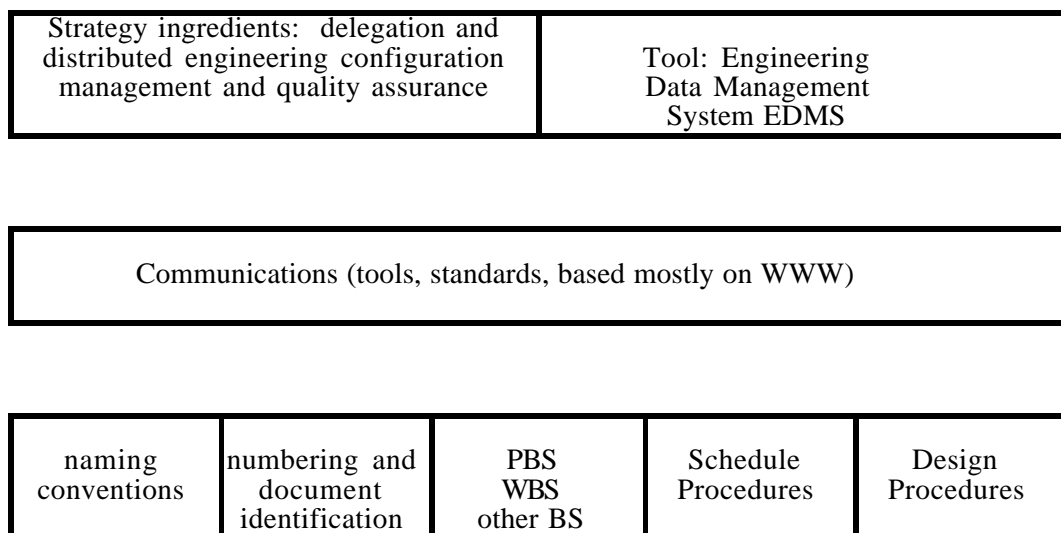 Strategy ingredients: delegation and
distributed engineering configuration
management and quality assurance
Tool: Engineering
Data Management
System EDMS
Communications (tools, standards, based mostly on WWW)
naming
conventions
numbering and
document
identification
PBS
WBS
other BS
Schedule
Procedures
Design
Procedures